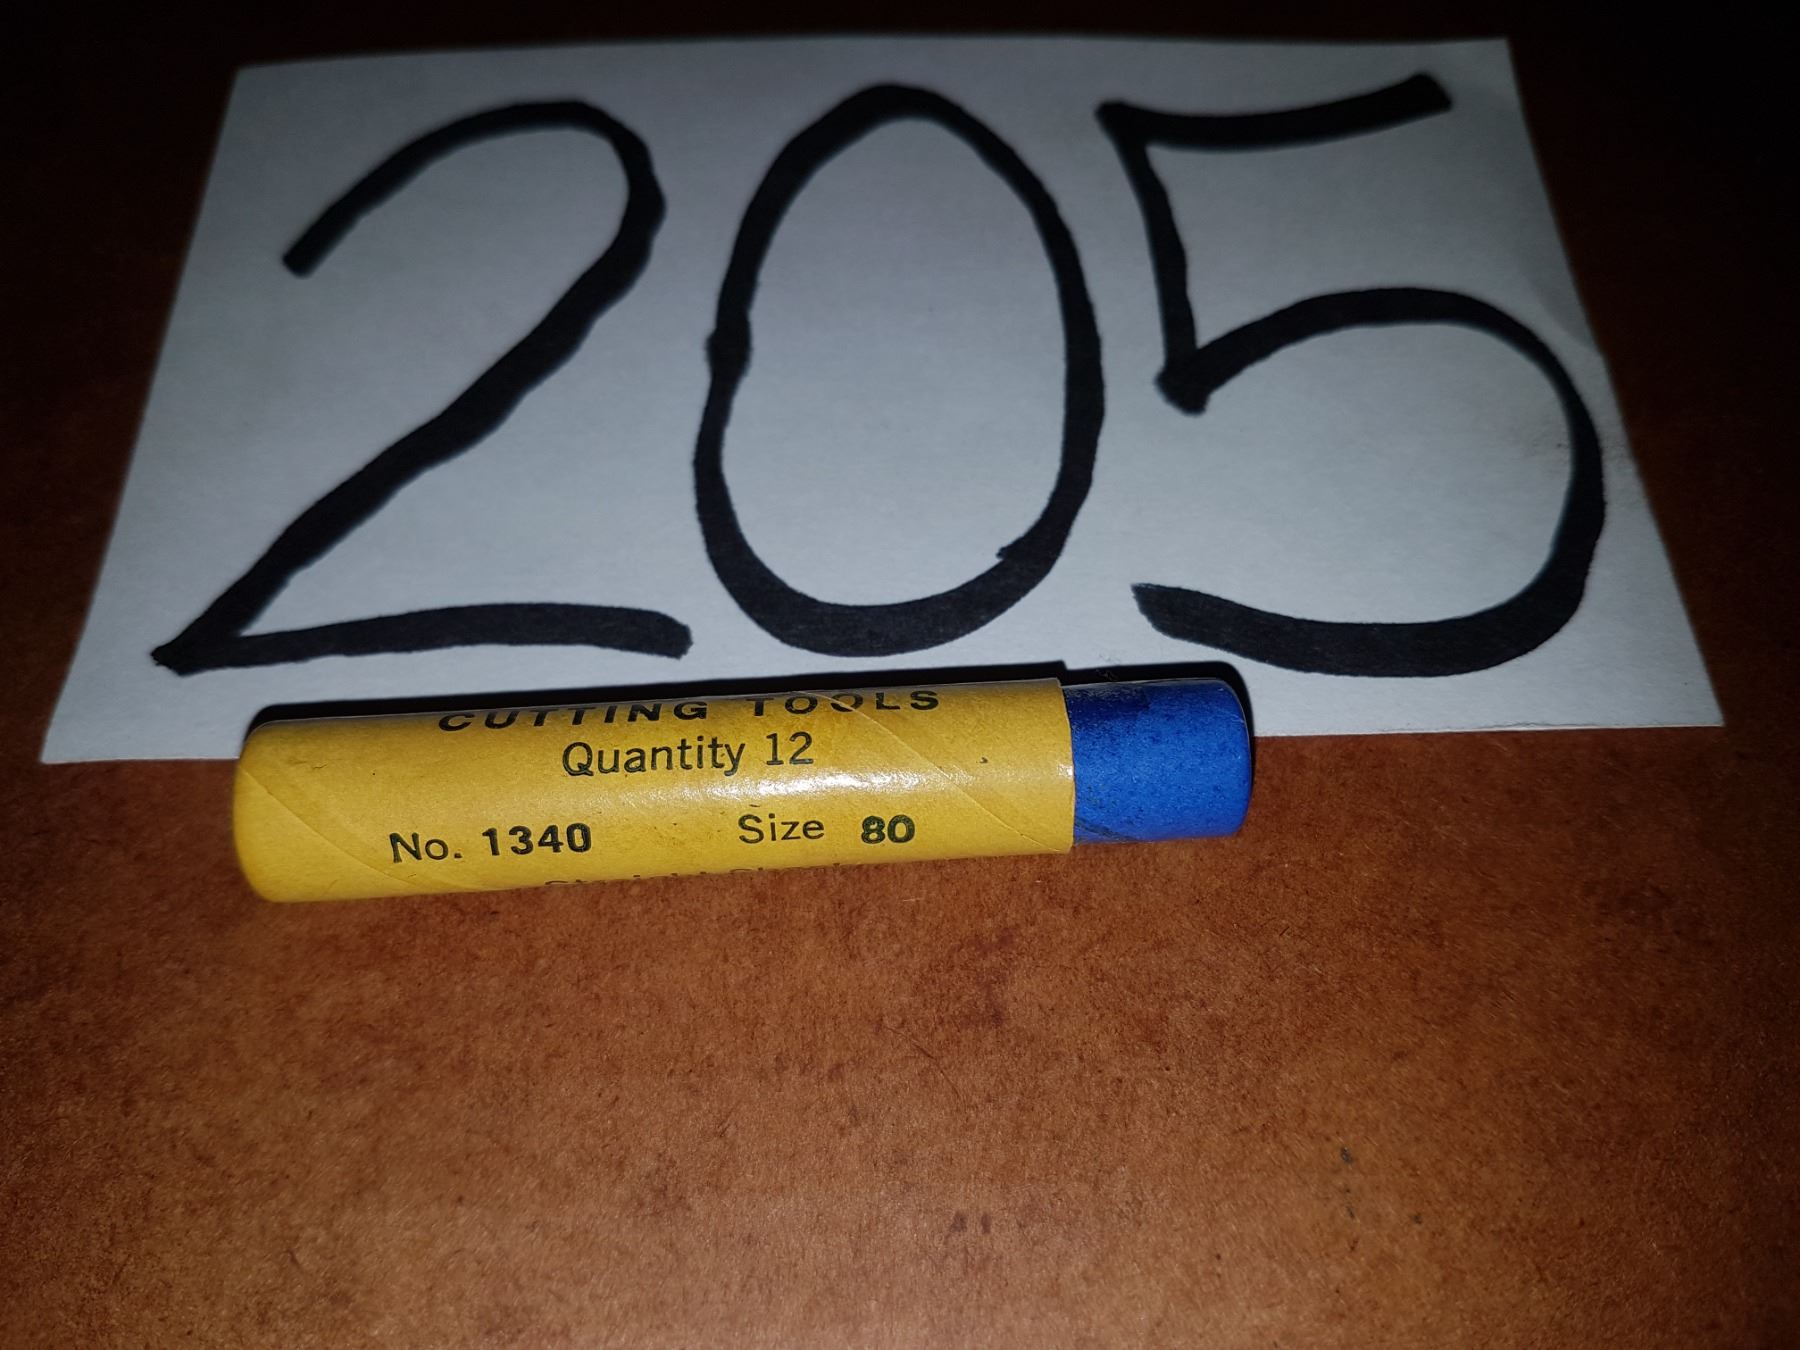 205
CUTTING TOOLS
Quantity 12
No. 1340 Size 80